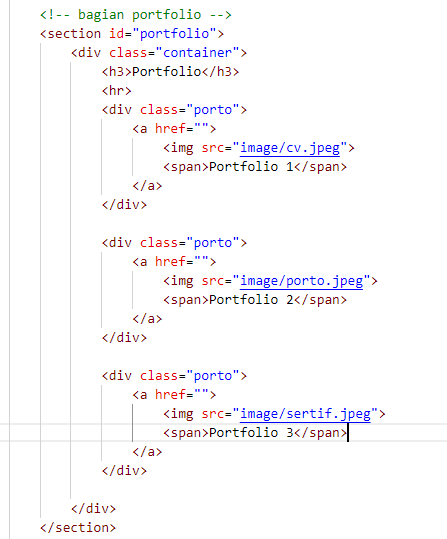 <!-- bagian portfolio -->
<section id="portfolio">
<div class="container">
<h3>Portfolio</h3>
<hr>
<div class="porto">
<a href="">
<img src="image/cv.jpeg">
<span>Portfolio 1</span>
</a>
</div>
<div class="porto">
<a href="">
<img src="image/porto.jpeg">
<span>Portfolio 2</span>
</a>
</div>
<div class="porto">
<a href="">
<img src="image/sertif.jpeg">
<span>Portfolio 3</span>
</a>
</div>
</div>
</section>